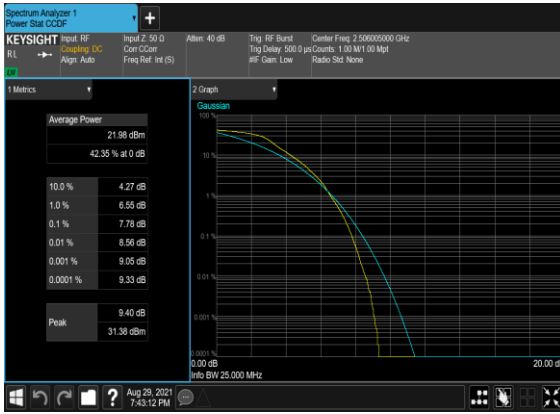 Spectrum Analyzer 1
Power Stat CCDF
+
KEYSIGHT
RL
LV
Input: RF
Coupling: DC
Align: Auto
Input Z: 50 Ω
Corr CCorr
Freq Ref: Int (S)
Atten: 40 dB
Trig: RF Burst
Trig Delay: 500.0 µs
#IF Gain: Low
Center Freq: 2.506005000 GHz
Counts: 1.00 M/1.00 Mpt
Radio Std: None
1 Metrics
Average Power
21.98 dBm
42.35 % at 0 dB
10.0 % 4.27 dB
1.0 % 6.55 dB
0.1 % 7.78 dB
0.01 % 8.56 dB
0.001 % 9.05 dB
0.0001 % 9.33 dB
Peak
9.40 dB
31.38 dBm
2 Graph
Gaussian
100 %
10 %
1 %
0.1 %
0.01 %
0.001 %
0.0001 %
0.00 dB
20.00 d
Info BW 25.000 MHz
?
Aug 29, 2021
7:43:12 PM